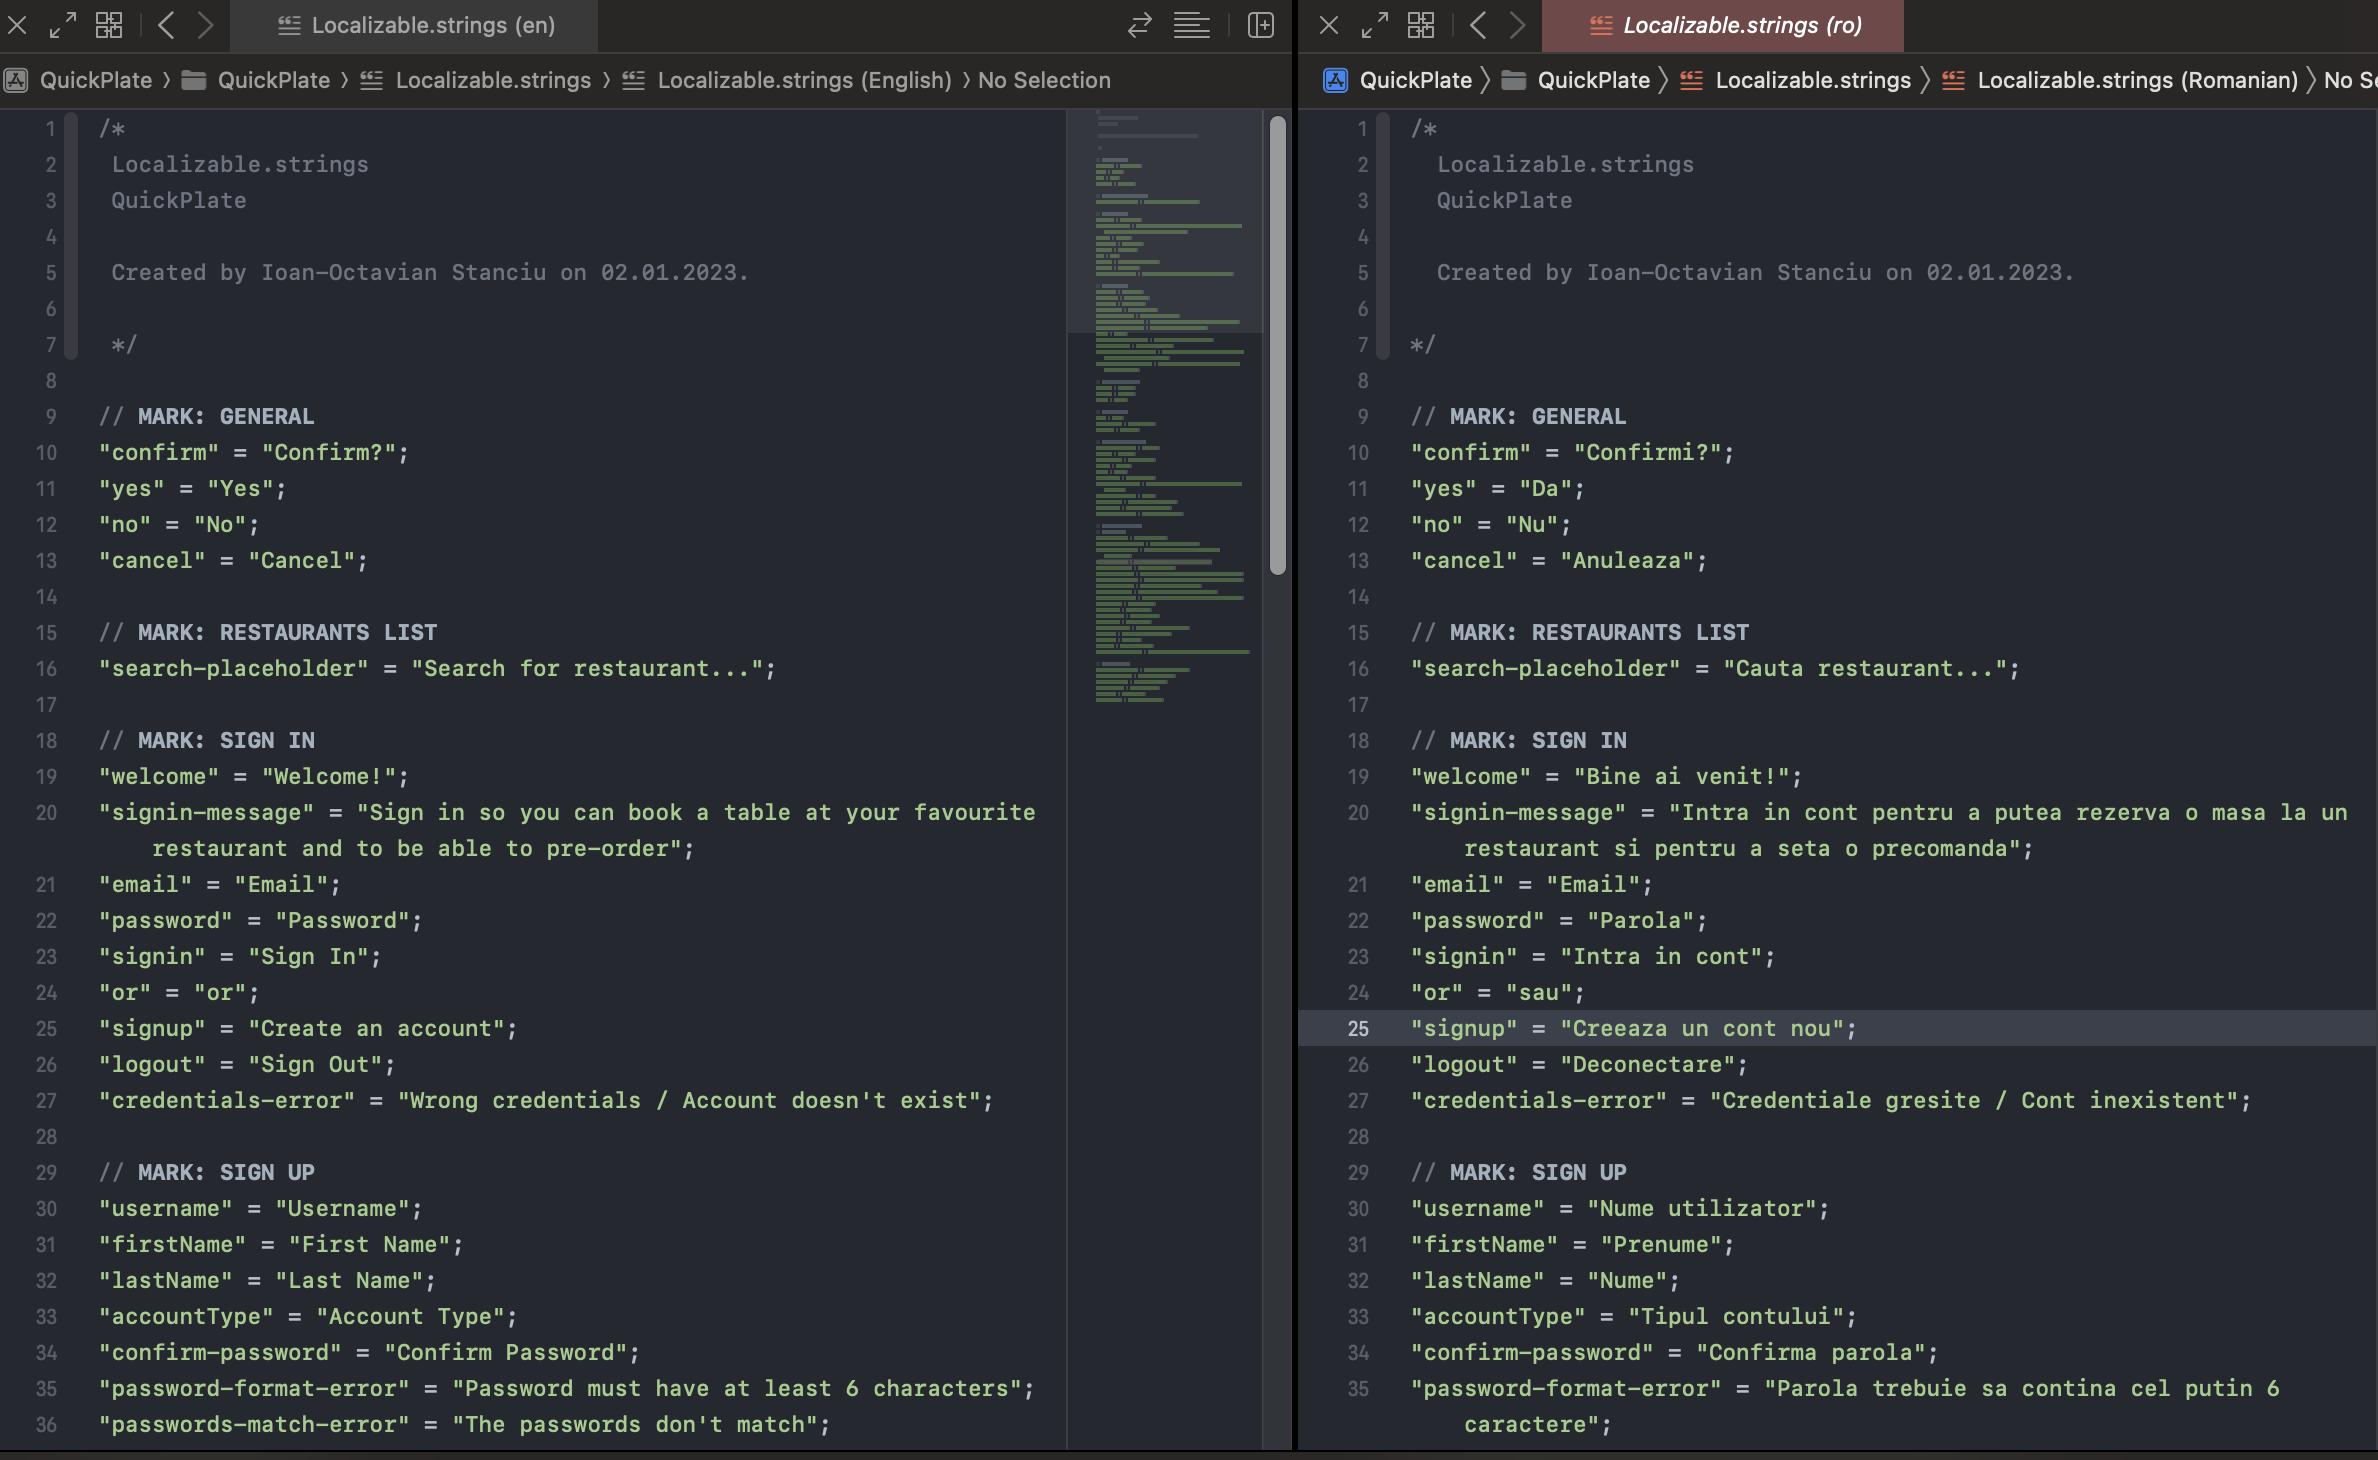 Localizable.strings (en)
QuickPlate › QuickPlate › Localizable.strings › Localizable.strings (English) › No Selection
1 /*
2 Localizable.strings
3 QuickPlate
4
5 Created by Ioan-Octavian Stanciu on 02.01.2023.
6
7 */
8
9 // MARK: GENERAL
10 "confirm" = "Confirm?";
11 "yes" = "Yes";
12 "no" = "No";
13 "cancel" = "Cancel";
14
15 // MARK: RESTAURANTS LIST
16 "search-placeholder" = "Search for restaurant...";
17
18 // MARK: SIGN IN
19 "welcome" = "Welcome!";
20 "signin-message" = "Sign in so you can book a table at your favourite
restaurant and to be able to pre-order";
21 "email" = "Email";
22 "password" = "Password";
23 "signin" = "Sign In";
24 "or" = "or";
25 "signup" = "Create an account";
26 "logout" = "Sign Out";
27 "credentials-error" = "Wrong credentials / Account doesn't exist";
28
29 // MARK: SIGN UP
30 "username" = "Username";
31 "firstName" = "First Name";
32 "lastName" = "Last Name";
33 "accountType" = "Account Type";
34 "confirm-password" = "Confirm Password";
35 "password-format-error" = "Password must have at least 6 characters";
36 "passwords-match-error" = "The passwords don't match";
Localizable.strings (ro)
QuickPlate › QuickPlate › Localizable.strings › Localizable.strings (Romanian) › No
1 /*
2 Localizable.strings
3 QuickPlate
4
5 Created by Ioan-Octavian Stanciu on 02.01.2023.
6
7 */
8
9 // MARK: GENERAL
10 "confirm" = "Confirmi?";
11 "yes" = "Da";
12 "no" = "Nu";
13 "cancel" = "Anuleaza";
14
15 // MARK: RESTAURANTS LIST
16 "search-placeholder" = "Cauta restaurant...";
17
18 // MARK: SIGN IN
19 "welcome" = "Bine ai venit!";
20 "signin-message" = "Intra in cont pentru a putea rezerva o masa la un
restaurant si pentru a seta o precomanda";
21 "email" = "Email";
22 "password" = "Parola";
23 "signin" = "Intra in cont";
24 "or" = "sau";
25 "signup" = "Creeaza un cont nou";
26 "logout" = "Deconectare";
27 "credentials-error" = "Credentiale gresite / Cont inexistent";
28
29 // MARK: SIGN UP
30 "username" = "Nume utilizator";
31 "firstName" = "Prenume";
32 "lastName" = "Nume";
33 "accountType" = "Tipul contului";
34 "confirm-password" = "Confirma parola";
35 "password-format-error" = "Parola trebuie sa contina cel putin 6
caractere";